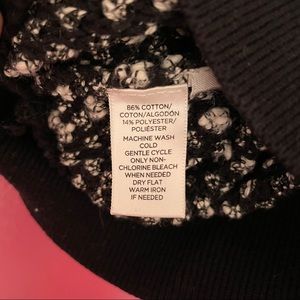 86% COTTON/
COTON/ALGODÓN
14% POLYESTER/
POLIÉSTER
MACHINE WASH
COLD
GENTLE CYCLE
ONLY NON-
CHLORINE BLEACH
WHEN NEEDED
DRY FLAT
WARM IRON
IF NEEDED